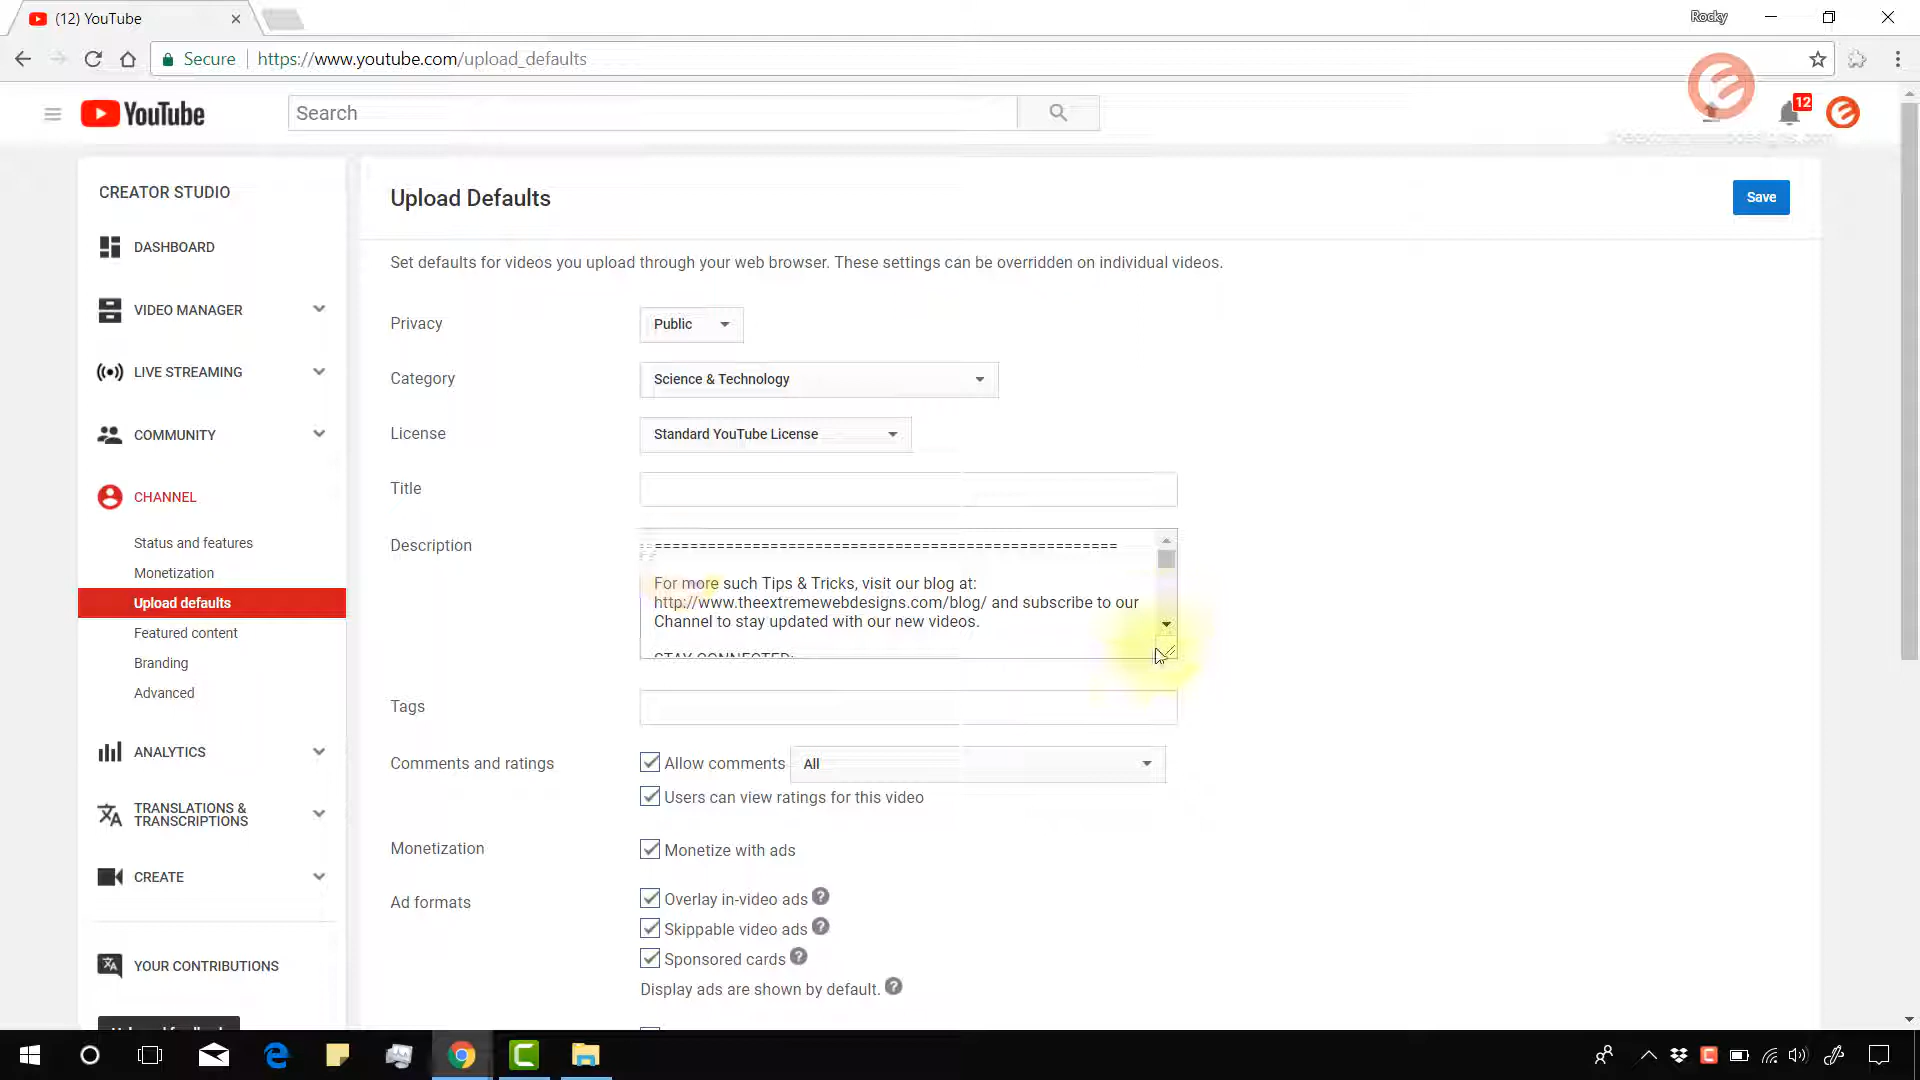 (12) YouTube
Rocky
Secure
https://www.youtube.com/upload_defaults
YouTube
Search
12
CREATOR STUDIO
DASHBOARD
VIDEO MANAGER
LIVE STREAMING
COMMUNITY
CHANNEL
Status and features
Monetization
Upload defaults
Featured content
Branding
Advanced
ANALYTICS
TRANSLATIONS &
TRANSCRIPTIONS
CREATE
YOUR CONTRIBUTIONS
Upload Defaults
Save
Set defaults for videos you upload through your web browser. These settings can be overridden on individual videos.
Privacy
Public
Category
Science & Technology
License
Standard YouTube License
Title
Description
For more such Tips & Tricks, visit our blog at:
http://www.theextremewebdesigns.com/blog/ and subscribe to our
Channel to stay updated with our new videos.
STAY CONNECTED:
Tags
Comments and ratings
Allow comments
All
Users can view ratings for this video
Monetization
Monetize with ads
Ad formats
Overlay in-video ads ?
Skippable video ads ?
Sponsored cards ?
Display ads are shown by default. ?